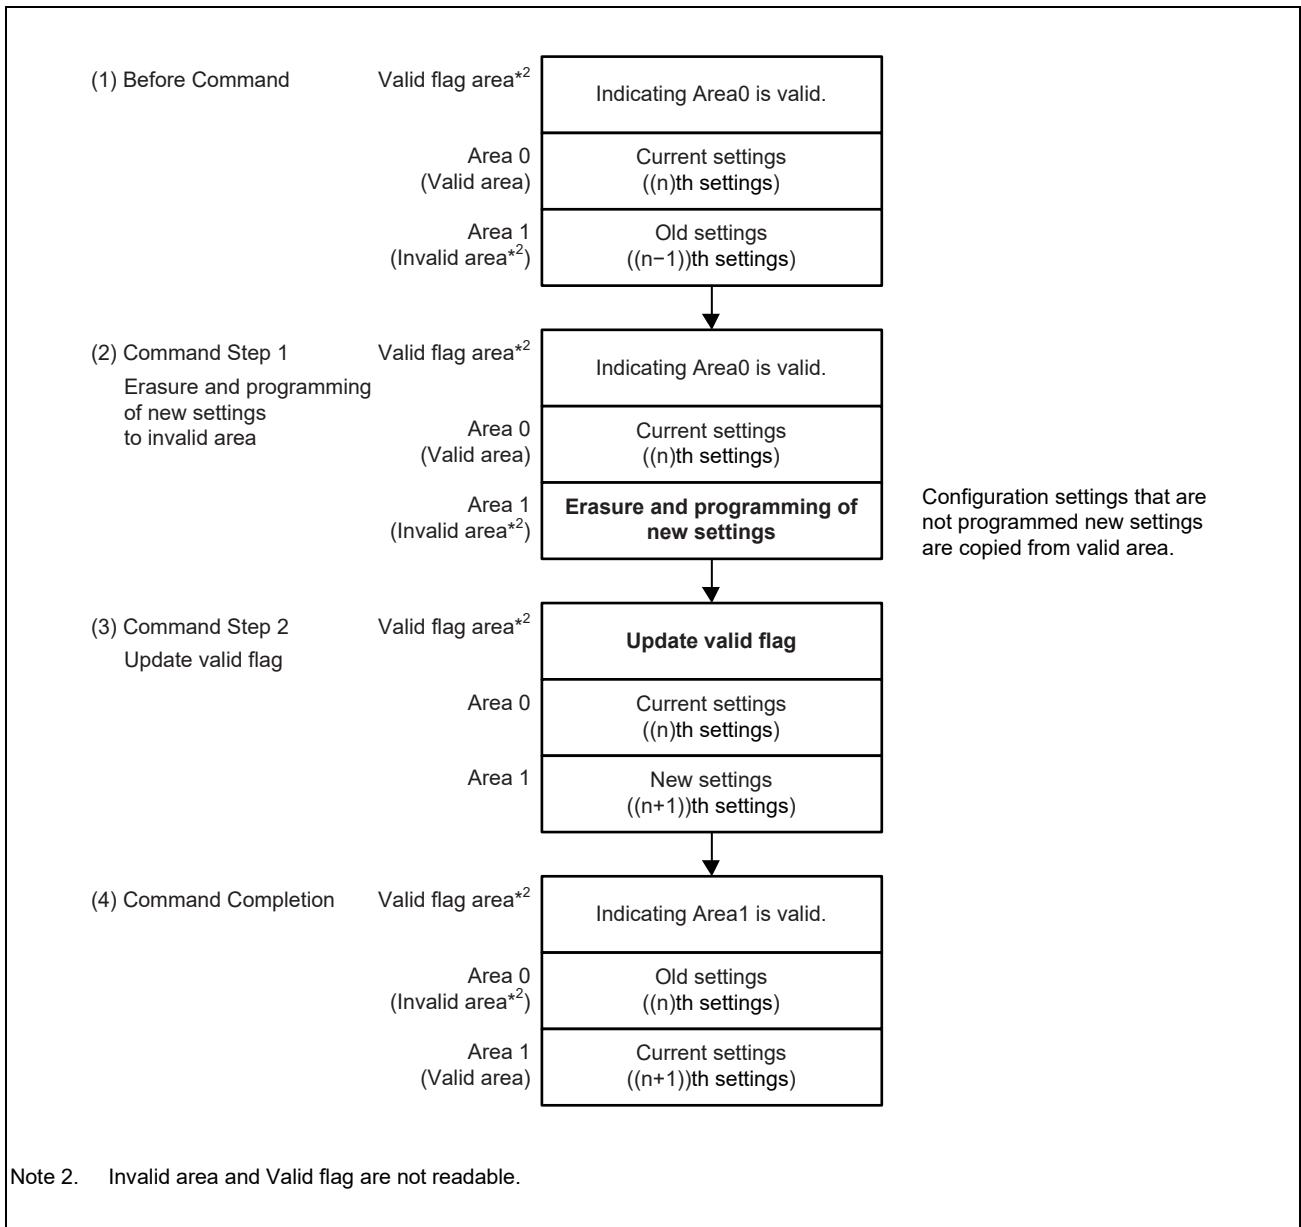 (1) Before Command
Valid flag area*2
Indicating Area0 is valid.
Area 0
(Valid area)
Current settings
((n)th settings)
Area 1
(Invalid area*2)
Old settings
((n−1))th settings)
(2) Command Step 1
Erasure and programming
of new settings
to invalid area
Valid flag area*2
Indicating Area0 is valid.
Area 0
(Valid area)
Current settings
((n)th settings)
Area 1
(Invalid area*2)
Erasure and programming of
new settings
Configuration settings that are
not programmed new settings
are copied from valid area.
(3) Command Step 2
Update valid flag
Valid flag area*2
Update valid flag
Area 0
Current settings
((n)th settings)
Area 1
New settings
((n+1))th settings)
(4) Command Completion
Valid flag area*2
Indicating Area1 is valid.
Area 0
(Invalid area*2)
Old settings
((n)th settings)
Area 1
(Valid area)
Current settings
((n+1))th settings)
Note 2. Invalid area and Valid flag are not readable.